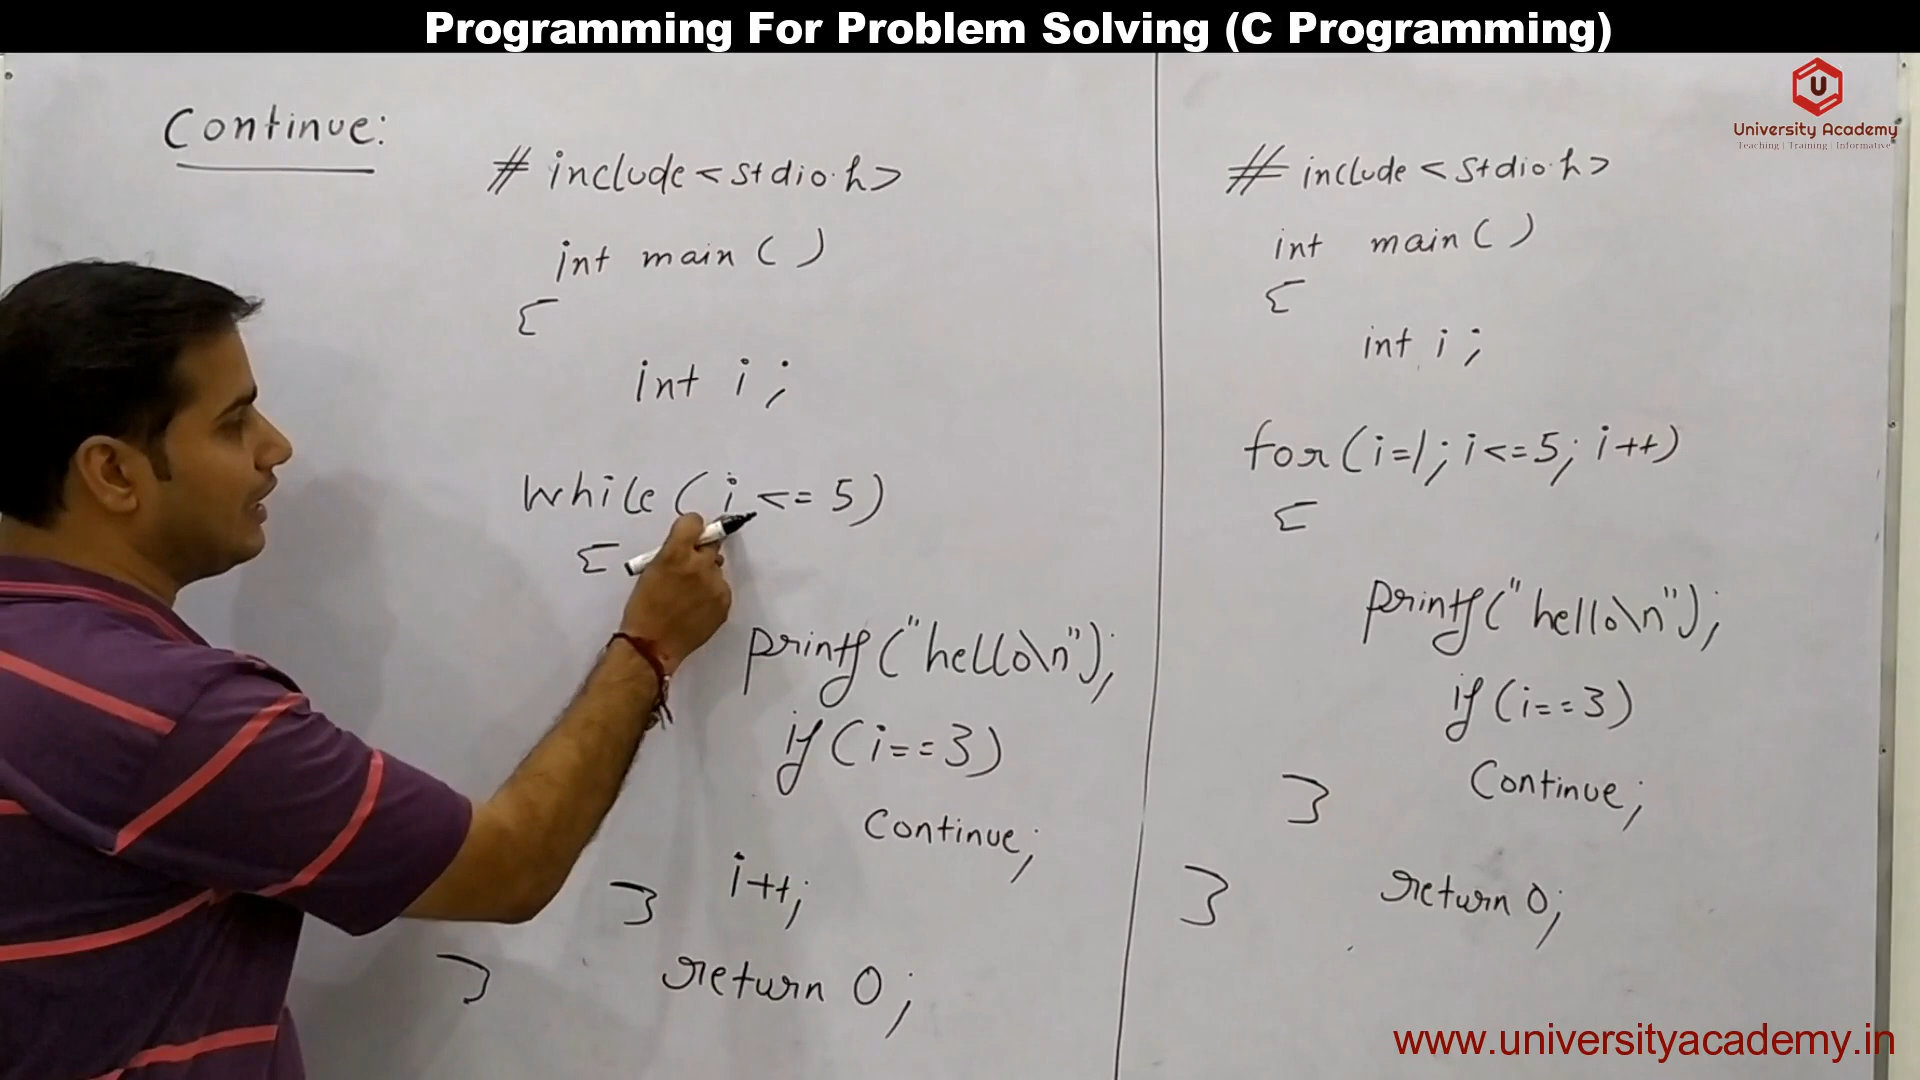 Programming For Problem Solving (C Programming)
U
University Academy
Teaching | Training | Informative
Continue:
# include <stdio.h>
int main ( )
{
int i ;
while ( i <= 5 )
{
printf ("hello\n");
if (i == 3)
Continue;
i++;
}
return 0 ;
}
# include <stdio.h>
int main ( )
{
int i ;
for (i=1; i<=5; i++)
{
printf ("hello\n");
if (i==3)
Continue;
}
return 0;
}
www.universityacademy.in